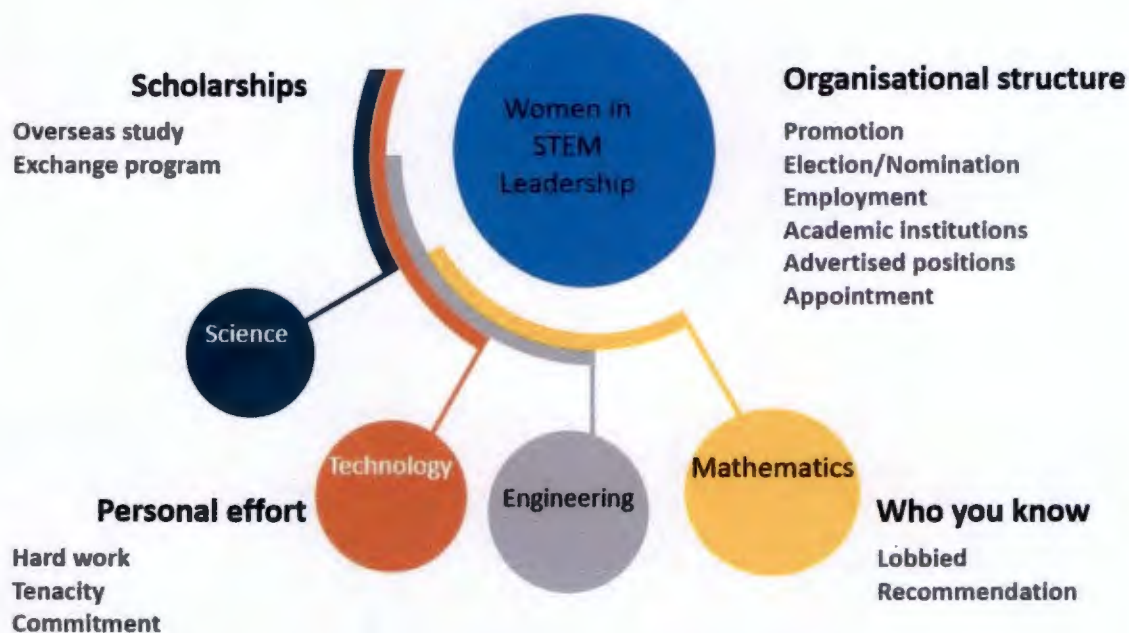 Scholarships
Overseas study
Exchange program
Women in
STEM
Leadership
Organisational structure
Promotion
Election/Nomination
Employment
Academic institutions
Advertised positions
Appointment
Science
Technology
Engineering
Mathematics
Personal effort
Hard work
Tenacity
Commitment
Who you know
Lobbied
Recommendation